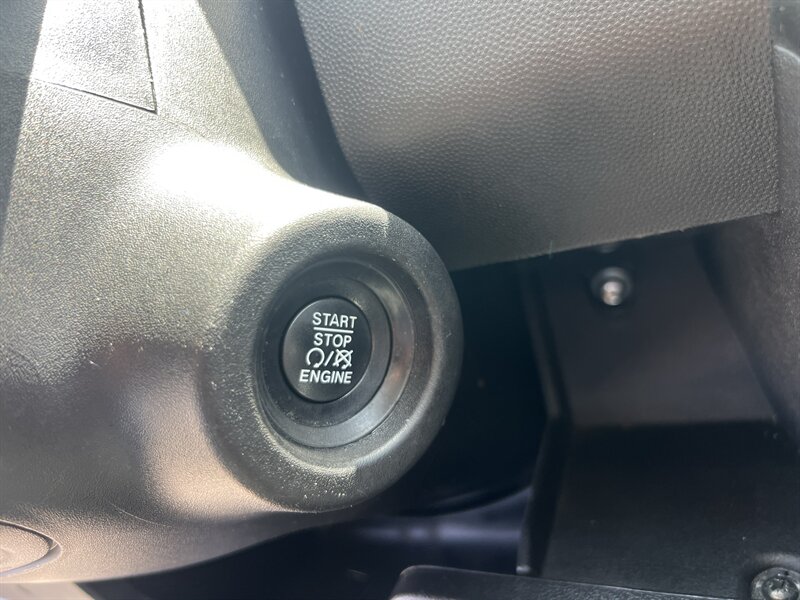 START
STOP
/
ENGINE